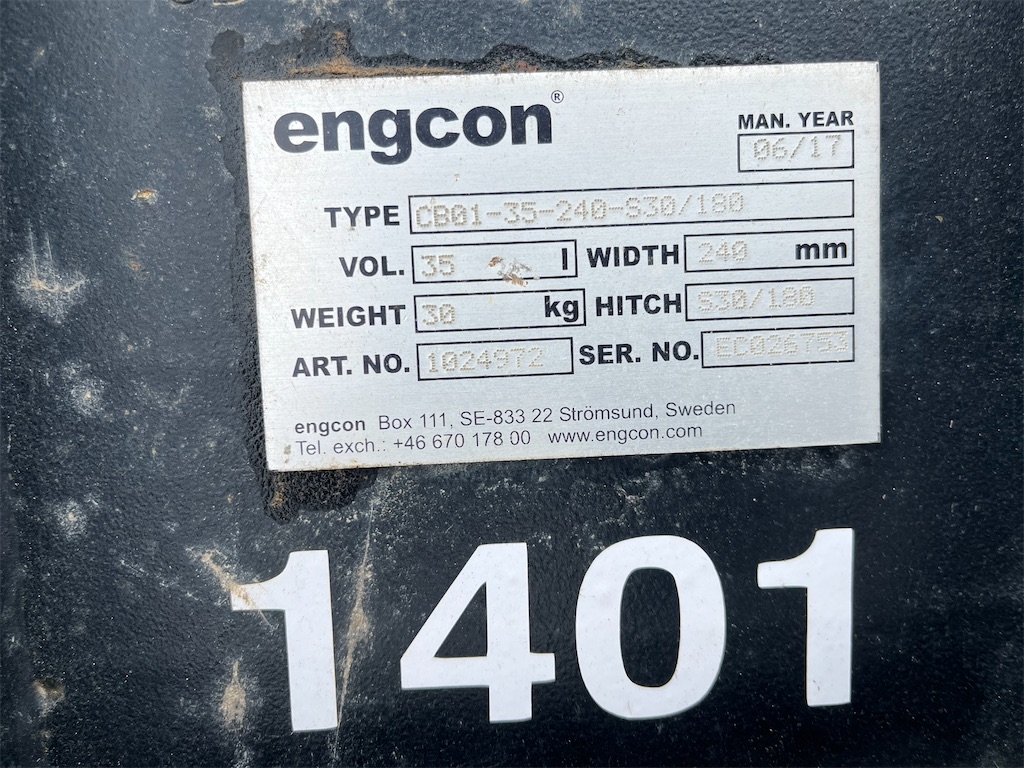 engcon®
MAN. YEAR
06/17
TYPE CB01-35-240-S30/180
VOL. 35 l WIDTH 240 mm
WEIGHT 30 kg HITCH S30/180
ART. NO. 1024972 SER. NO. EC026753
engcon Box 111, SE-833 22 Strömsund, Sweden
Tel. exch.: +46 670 178 00 www.engcon.com
1401